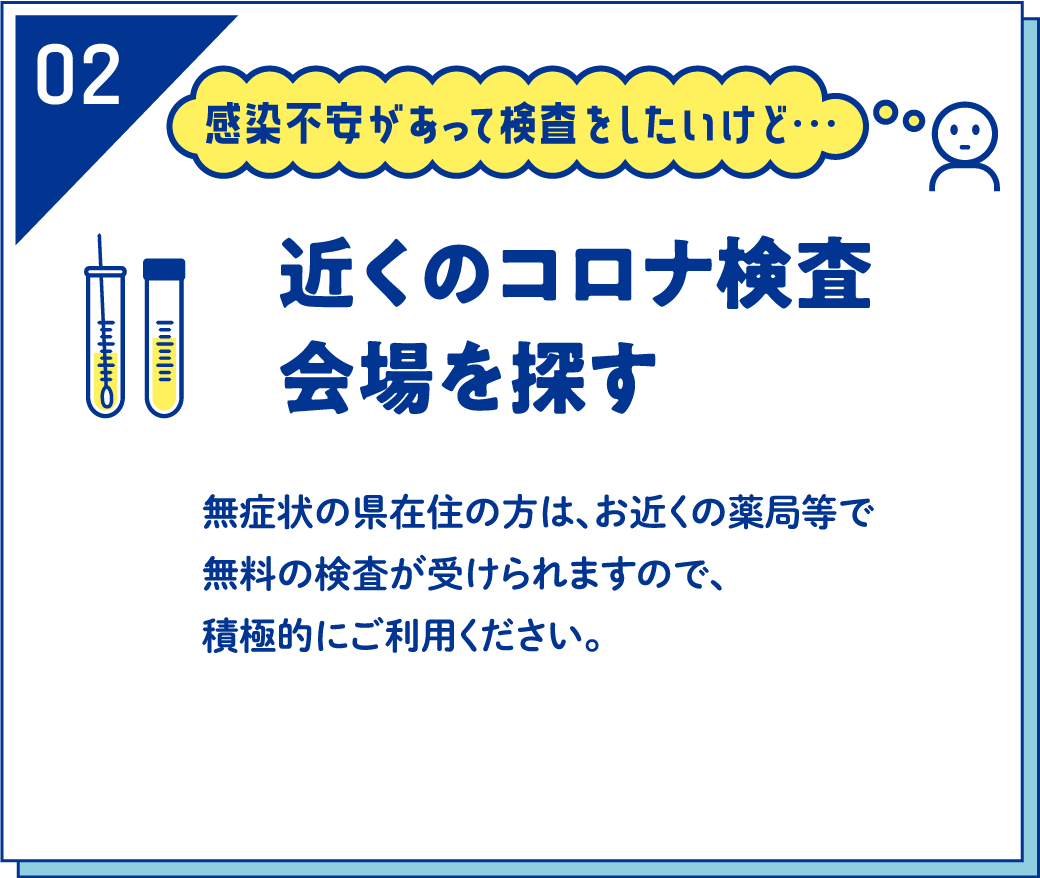 02
感染不安があって検査をしたいけど…
近くのコロナ検査
会場を探す
無症状の県在住の方は、お近くの薬局等で
無料の検査が受けられますので、
積極的にご利用ください。